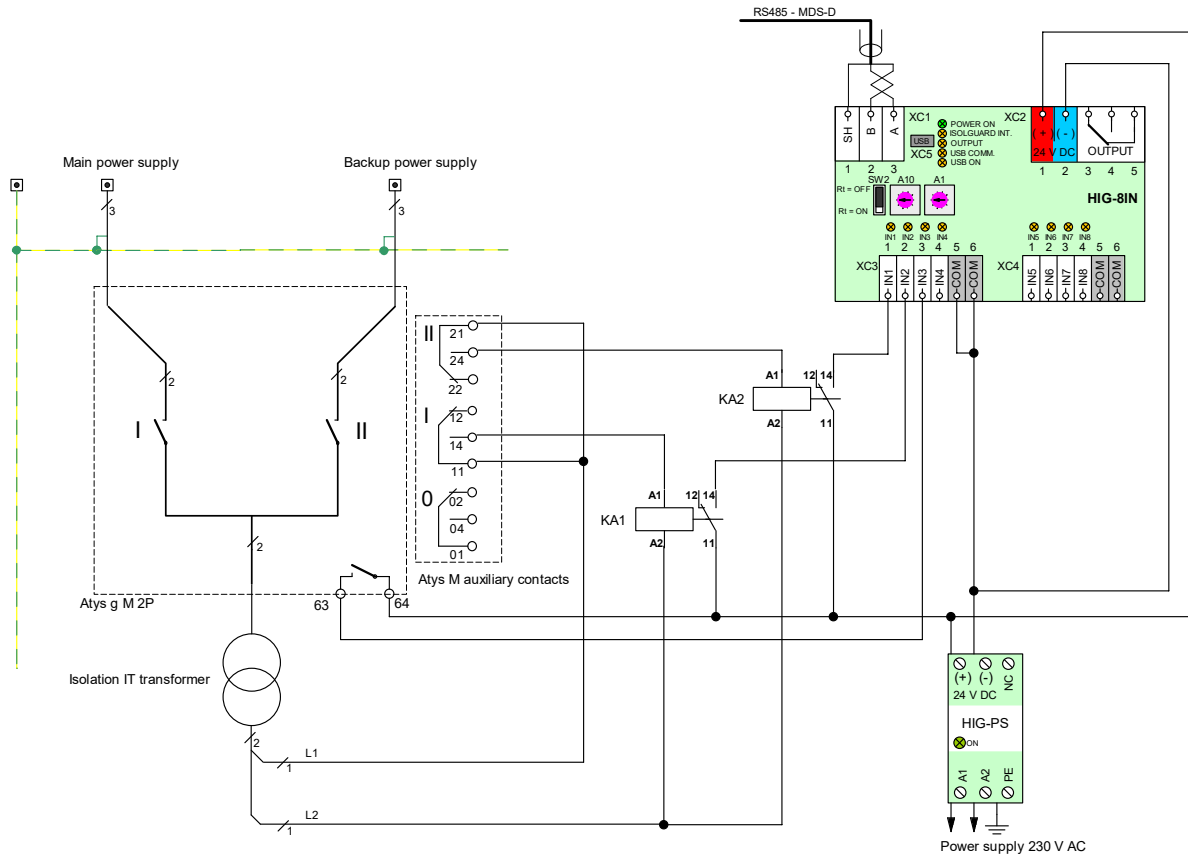 RS485 - MDS-D
SH B A
1 2 3
XC1
USB
XC5
POWER ON
ISOLGUARD INT.
OUTPUT
USB COMM.
USB ON
XC2
(+) (-)
24 V DC
OUTPUT
1 2 3 4 5
SW2 A10 A1
Rt = OFF
Rt = ON
HIG-8IN
IN1 IN2 IN3 IN4
1 2 3 4 5 6
XC3
IN1 IN2 IN3 IN4 COM COM
IN5 IN6 IN7 IN8
1 2 3 4 5 6
XC4
IN5 IN6 IN7 IN8 COM COM
Main power supply
Backup power supply
3
3
2
2
I
II
2
Atys g M 2P
63
64
II
21
24
22
I
12
14
11
0
02
04
01
Atys M auxiliary contacts
A1
12 14
KA2
A2
11
A1
12 14
KA1
A2
11
Isolation IT transformer
2
L1
1
L2
1
(+) (-) NC
24 V DC
HIG-PS
ON
A1 A2 PE
Power supply 230 V AC